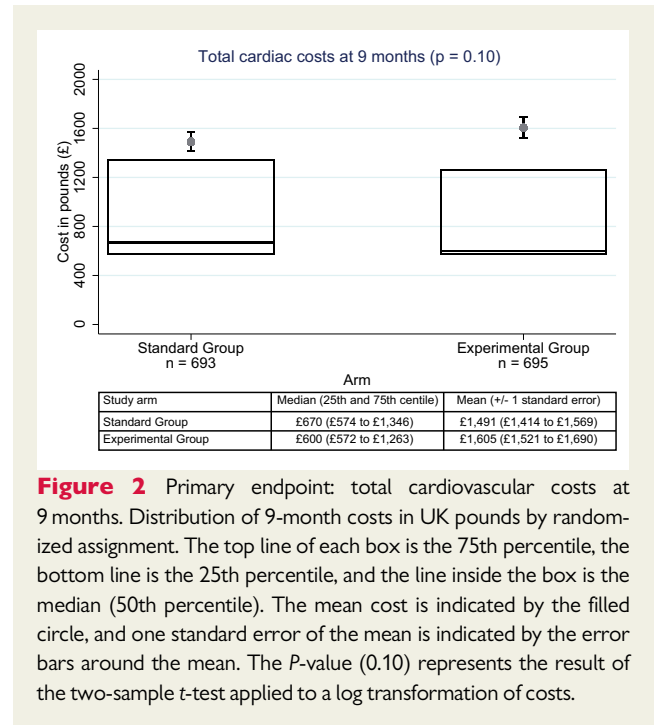 Total cardiac costs at 9 months (p = 0.10)
Cost in pounds (£)
2000
1600
1200
800
400
0
Standard Group
n = 693
Experimental Group
n = 695
Arm
Study arm Median (25th and 75th centile) Mean (+/- 1 standard error)
Standard Group £670 (£574 to £1,346) £1,491 (£1,414 to £1,569)
Experimental Group £600 (£572 to £1,263) £1,605 (£1,521 to £1,690)
Figure 2 Primary endpoint: total cardiovascular costs at
9 months. Distribution of 9-month costs in UK pounds by random-
ized assignment. The top line of each box is the 75th percentile, the
bottom line is the 25th percentile, and the line inside the box is the
median (50th percentile). The mean cost is indicated by the filled
circle, and one standard error of the mean is indicated by the error
bars around the mean. The P-value (0.10) represents the result of
the two-sample t-test applied to a log transformation of costs.